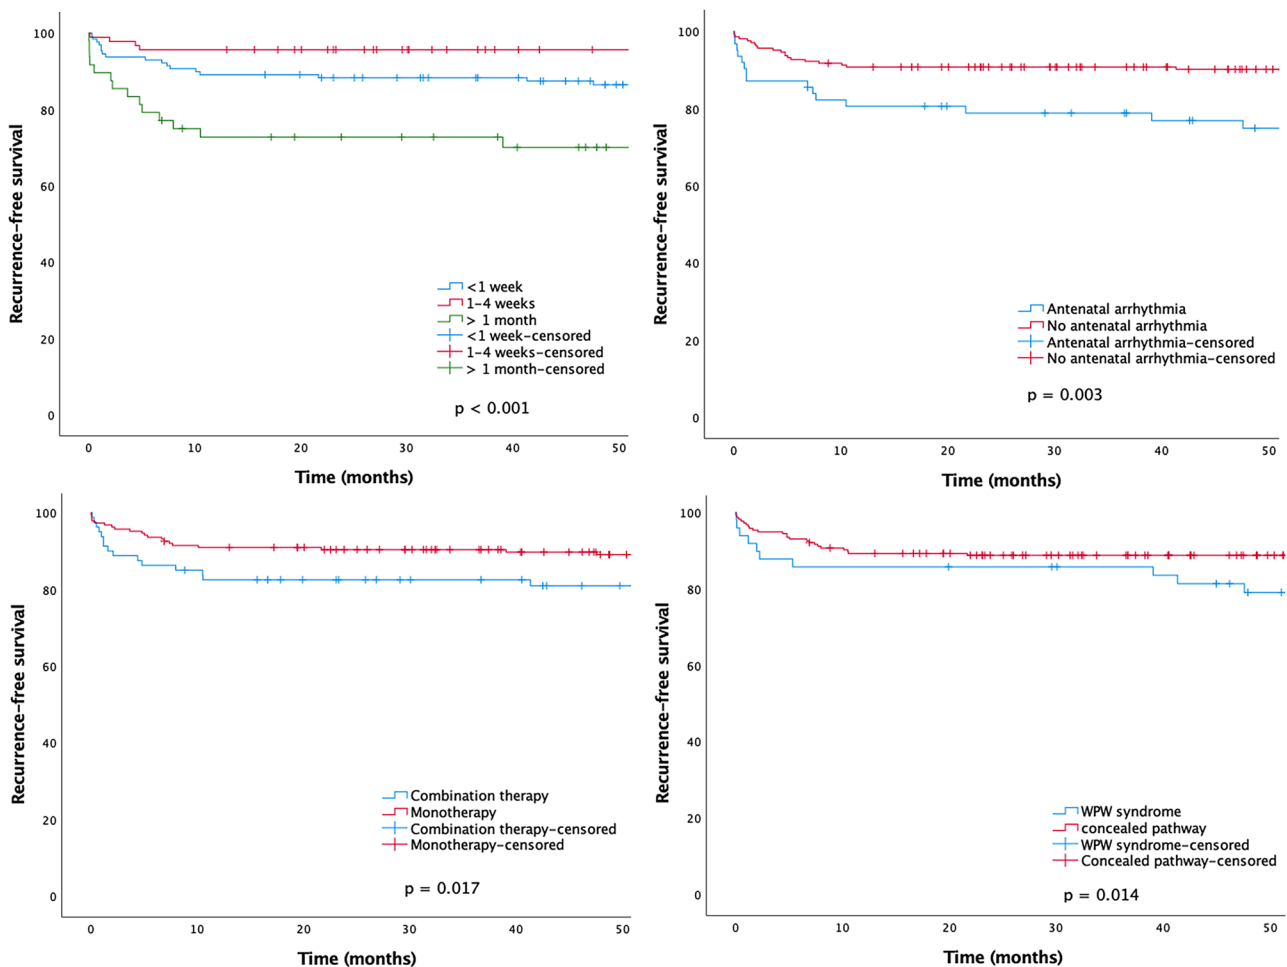 100
80
60
40
20
0
Recurrence-free survival
<1 week
1-4 weeks
> 1 month
<1 week-censored
1-4 weeks-censored
> 1 month-censored
p < 0.001
0 10 20 30 40 50
Time (months)
100
80
60
40
20
0
Recurrence-free survival
Antenatal arrhythmia
No antenatal arrhythmia
Antenatal arrhythmia-censored
No antenatal arrhythmia-censored
p = 0.003
0 10 20 30 40 50
Time (months)
100
80
60
40
20
0
Recurrence-free survival
Combination therapy
Monotherapy
Combination therapy-censored
Monotherapy-censored
p = 0.017
0 10 20 30 40 50
Time (months)
100
80
60
40
20
0
Recurrence-free survival
WPW syndrome
concealed pathway
WPW syndrome-censored
Concealed pathway-censored
p = 0.014
0 10 20 30 40 50
Time (months)